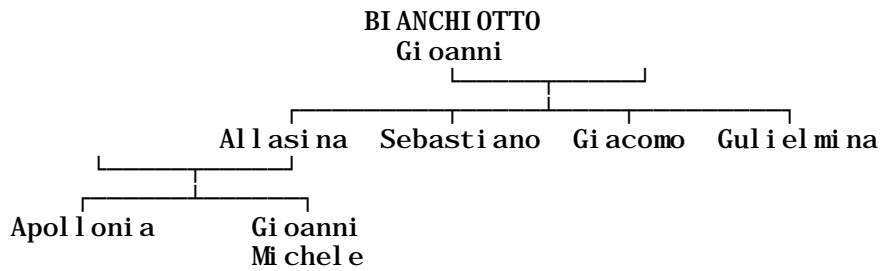 BIANCHIOTTO
Gioanni
Allasina Sebastiano Giacomo Gulielmina
Apollonia Gioanni
Michele